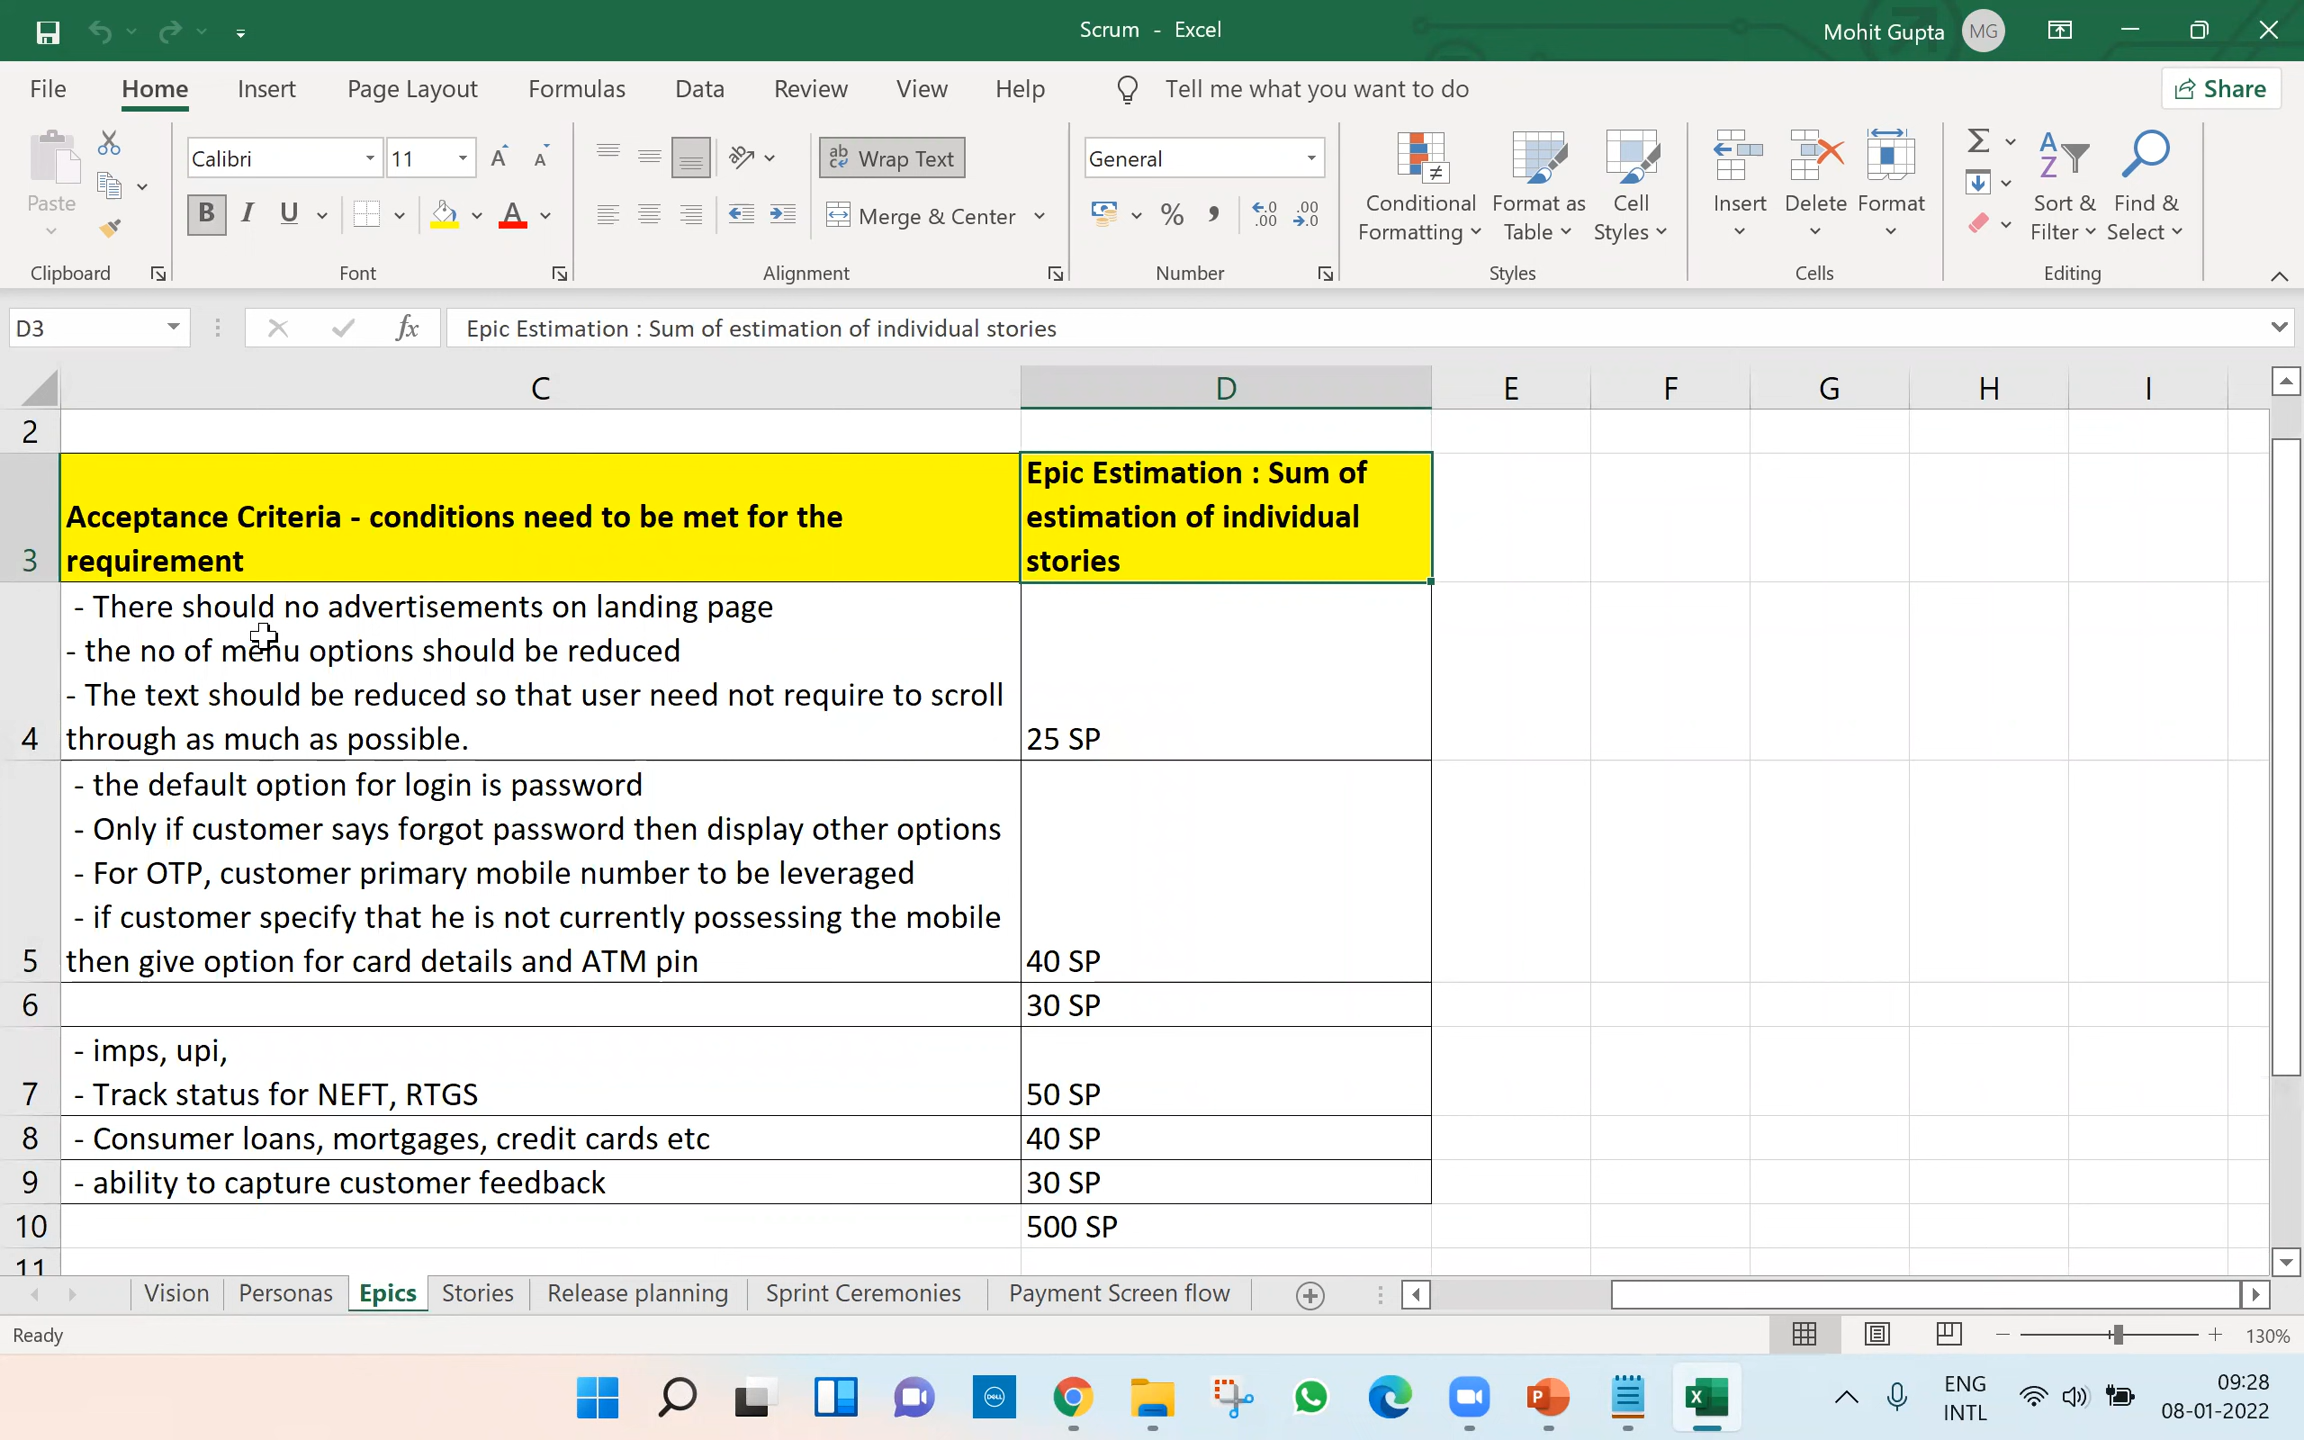 Scrum - Excel
Mohit Gupta MG
File Home Insert Page Layout Formulas Data Review View Help Tell me what you want to do Share
Paste
Calibri 11
Wrap Text
Merge & Center
General
Conditional Formatting
Format as Table
Cell Styles
Insert Delete Format
Sort & Filter
Find & Select
Clipboard Font Alignment Number Styles Cells Editing
D3 fx Epic Estimation : Sum of estimation of individual stories
C D E F G H I
2
3
Acceptance Criteria - conditions need to be met for the
requirement
Epic Estimation : Sum of
estimation of individual
stories
4
- There should no advertisements on landing page
- the no of menu options should be reduced
- The text should be reduced so that user need not require to scroll
through as much as possible.
25 SP
5
- the default option for login is password
- Only if customer says forgot password then display other options
- For OTP, customer primary mobile number to be leveraged
- if customer specify that he is not currently possessing the mobile
then give option for card details and ATM pin
40 SP
6 30 SP
7
- imps, upi,
- Track status for NEFT, RTGS
50 SP
8 - Consumer loans, mortgages, credit cards etc 40 SP
9 - ability to capture customer feedback 30 SP
10 500 SP
11
Vision Personas Epics Stories Release planning Sprint Ceremonies Payment Screen flow
Ready 130%
ENG
INTL
09:28
08-01-2022